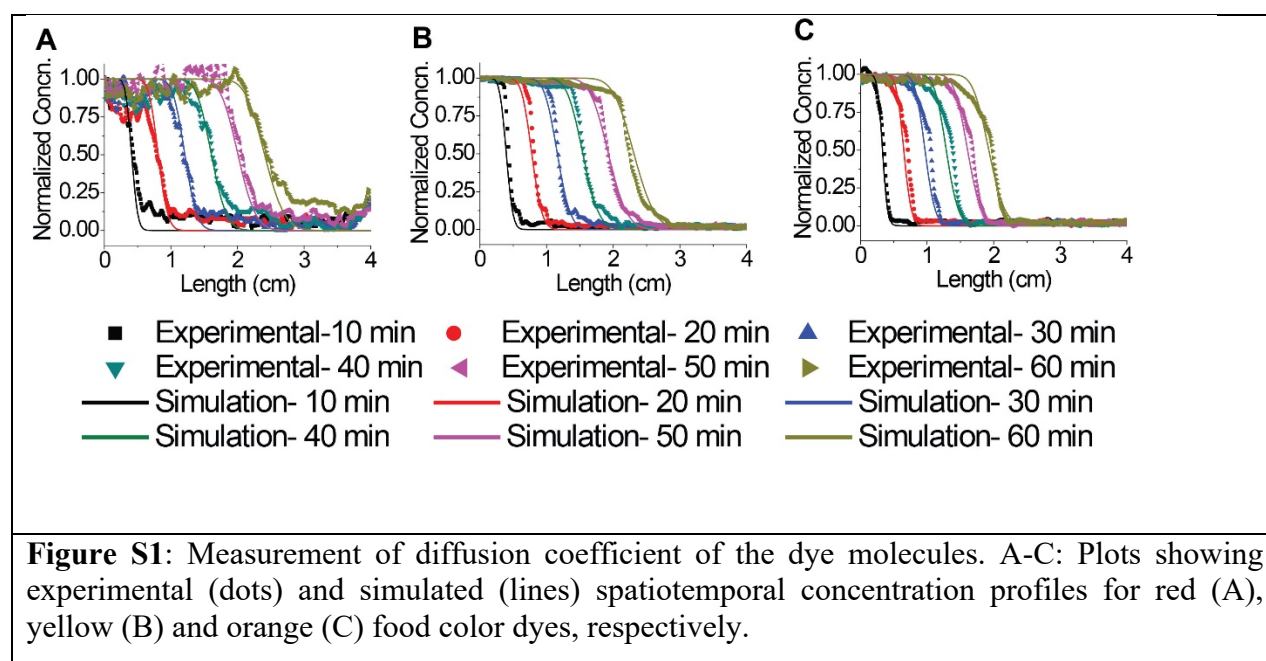 A
B
C
Normalized Concn.
1.00
0.75
0.50
0.25
0.00
0 1 2 3 4
Length (cm)
Normalized Concn.
1.00
0.75
0.50
0.25
0.00
0 1 2 3 4
Length (cm)
Normalized Concn.
1.00
0.75
0.50
0.25
0.00
0 1 2 3 4
Length (cm)
Experimental-10 min Experimental- 20 min Experimental- 30 min
Experimental- 40 min Experimental- 50 min Experimental- 60 min
Simulation- 10 min Simulation- 20 min Simulation- 30 min
Simulation- 40 min Simulation- 50 min Simulation- 60 min
Figure S1: Measurement of diffusion coefficient of the dye molecules. A-C: Plots showing
experimental (dots) and simulated (lines) spatiotemporal concentration profiles for red (A),
yellow (B) and orange (C) food color dyes, respectively.